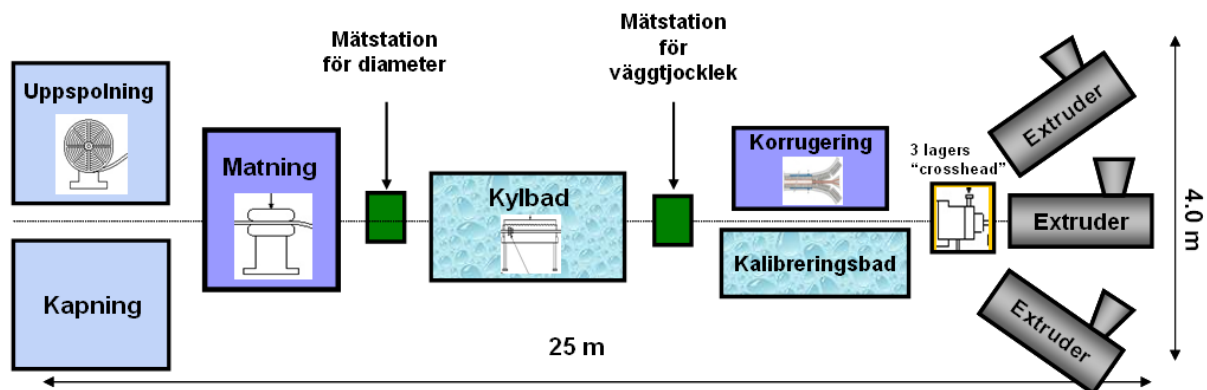 Uppspolning
Kapning
Matning
Mätstation
för diameter
Kylbad
Mätstation
för
väggtjocklek
Korrugering
Kalibreringsbad
3 lagers
“crosshead”
Extruder
Extruder
Extruder
4.0 m
25 m